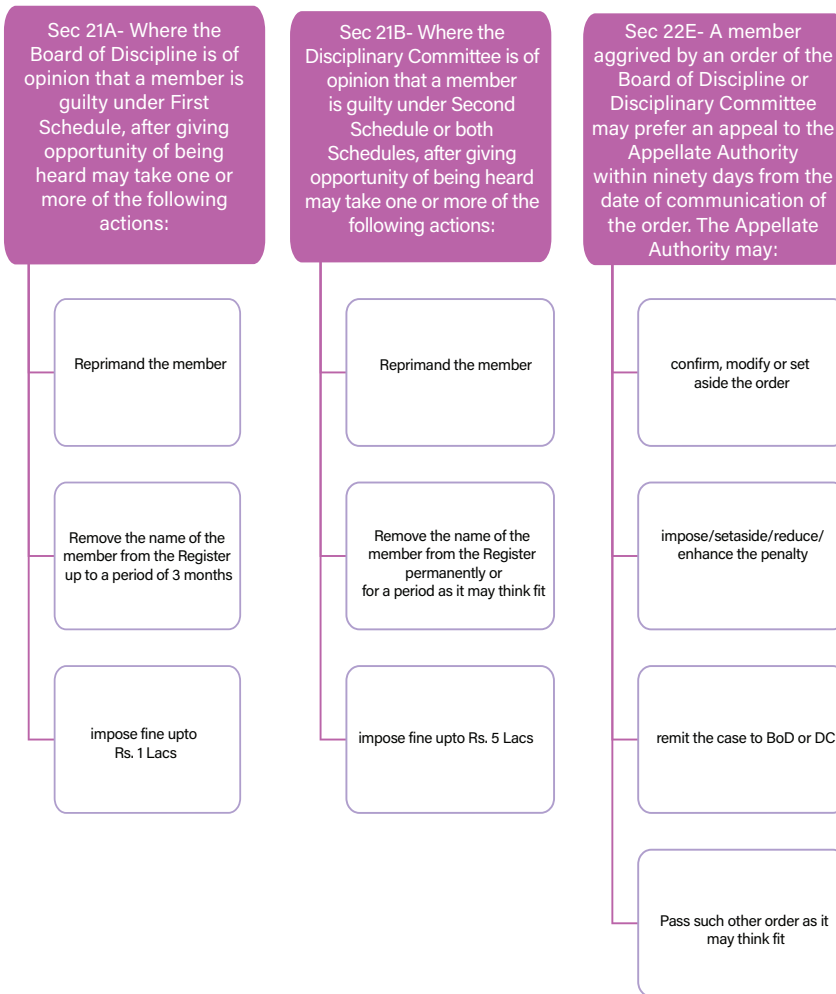 Sec 21A- Where the
Board of Discipline is of
opinion that a member is
guilty under First
Schedule, after giving
opportunity of being
heard may take one or
more of the following
actions:
Reprimand the member
Remove the name of the
member from the Register
up to a period of 3 months
impose fine upto
Rs. 1 Lacs
Sec 21B- Where the
Disciplinary Committee is of
opinion that a member
is guilty under Second
Schedule or both
Schedules, after giving
opportunity of being heard
may take one or more of the
following actions:
Reprimand the member
Remove the name of the
member from the Register
permanently or
for a period as it may think fit
impose fine upto Rs. 5 Lacs
Sec 22E- A member
aggrived by an order of the
Board of Discipline or
Disciplinary Committee
may prefer an appeal to the
Appellate Authority
within ninety days from the
date of communication of
the order. The Appellate
Authority may:
confirm, modify or set
aside the order
impose/setaside/reduce/
enhance the penalty
remit the case to BoD or DC
Pass such other order as it
may think fit